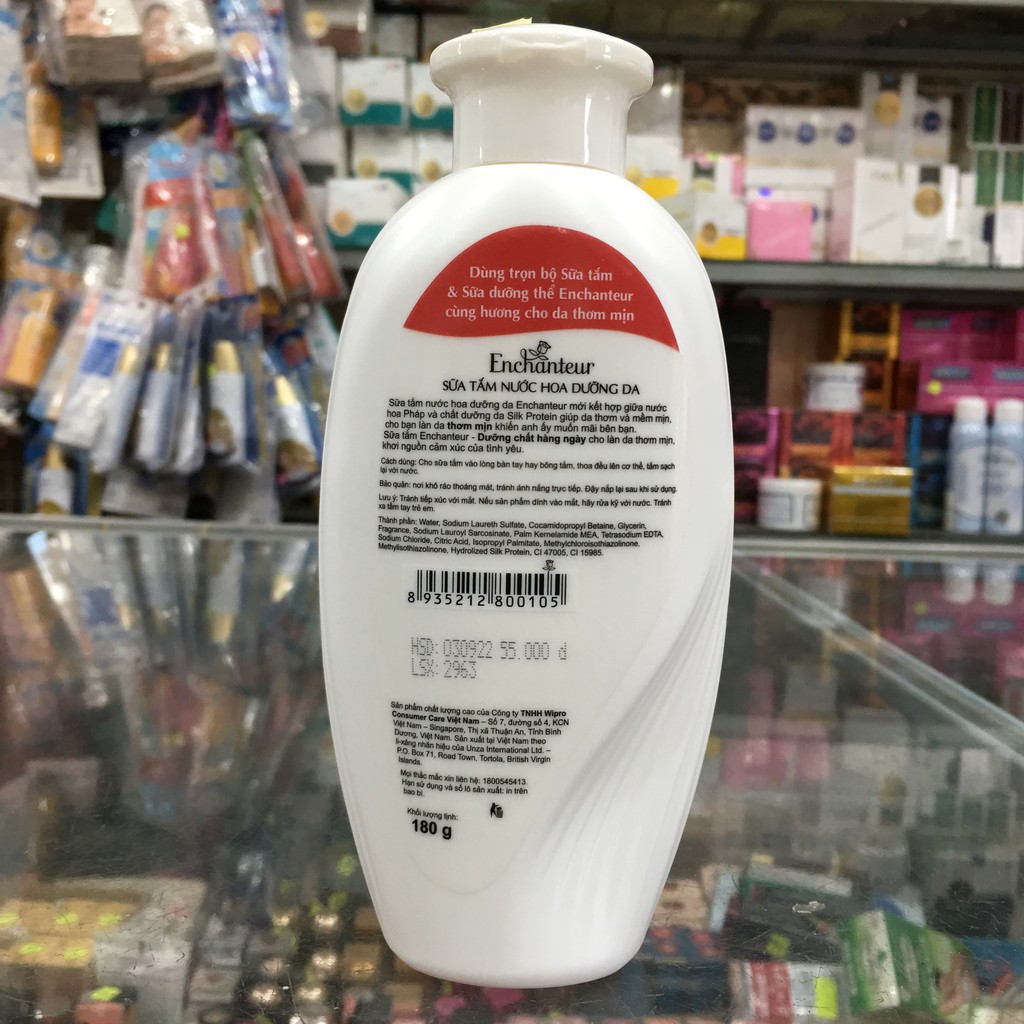 Dùng trọn bộ Sữa tắm
& Sữa dưỡng thể Enchanteur
cùng hương cho da thơm mịn
Enchanteur
SỮA TẮM NƯỚC HOA DƯỠNG DA
Sữa tắm nước hoa dưỡng da Enchanteur mới kết hợp giữa nước
hoa Pháp và chất dưỡng da Silk Protein giúp da thơm và mềm mịn,
cho bạn làn da thơm mịn khiến anh ấy muốn mãi bên bạn.
Sữa tắm Enchanteur - Dưỡng chất hàng ngày cho làn da thơm mịn,
khơi nguồn cảm xúc của tình yêu.
Cách dùng: Cho sữa tắm vào lòng bàn tay hay bông tắm, thoa đều lên cơ thể, tắm sạch
lại với nước.
Bảo quản: nơi khô ráo thoáng mát, tránh ánh nắng trực tiếp. Đậy nắp lại sau khi sử dụng.
Lưu ý: Tránh tiếp xúc với mắt. Nếu sản phẩm dính vào mắt, hãy rửa kỹ với nước. Tránh
xa tầm tay trẻ em.
Thành phần: Water, Sodium Laureth Sulfate, Cocamidopropyl Betaine, Glycerin,
Fragrance, Sodium Lauroyl Sarcosinate, Palm Kernelamide MEA, Tetrasodium EDTA,
Sodium Chloride, Citric Acid, Isopropyl Palmitate, Methylchloroisothiazolinone,
Methylisothiazolinone, Hydrolized Silk Protein, CI 47005, CI 15985.
8 935212 800105
HSD: 030922 55.000 đ
LSX: 2963
Sản phẩm chất lượng cao của Công ty TNHH Wipro
Consumer Care Việt Nam – Số 7, đường số 4, KCN
Việt Nam – Singapore, Thị xã Thuận An, Tỉnh Bình
Dương, Việt Nam. Sản xuất tại Việt Nam theo
li-xăng nhãn hiệu của Unza International Ltd. –
P.O. Box 71, Road Town, Tortola, British Virgin
Islands.
Mọi thắc mắc xin liên hệ: 1800545413.
Hạn sử dụng và số lô sản xuất: in trên
bao bì.
Khối lượng tịnh:
180 g